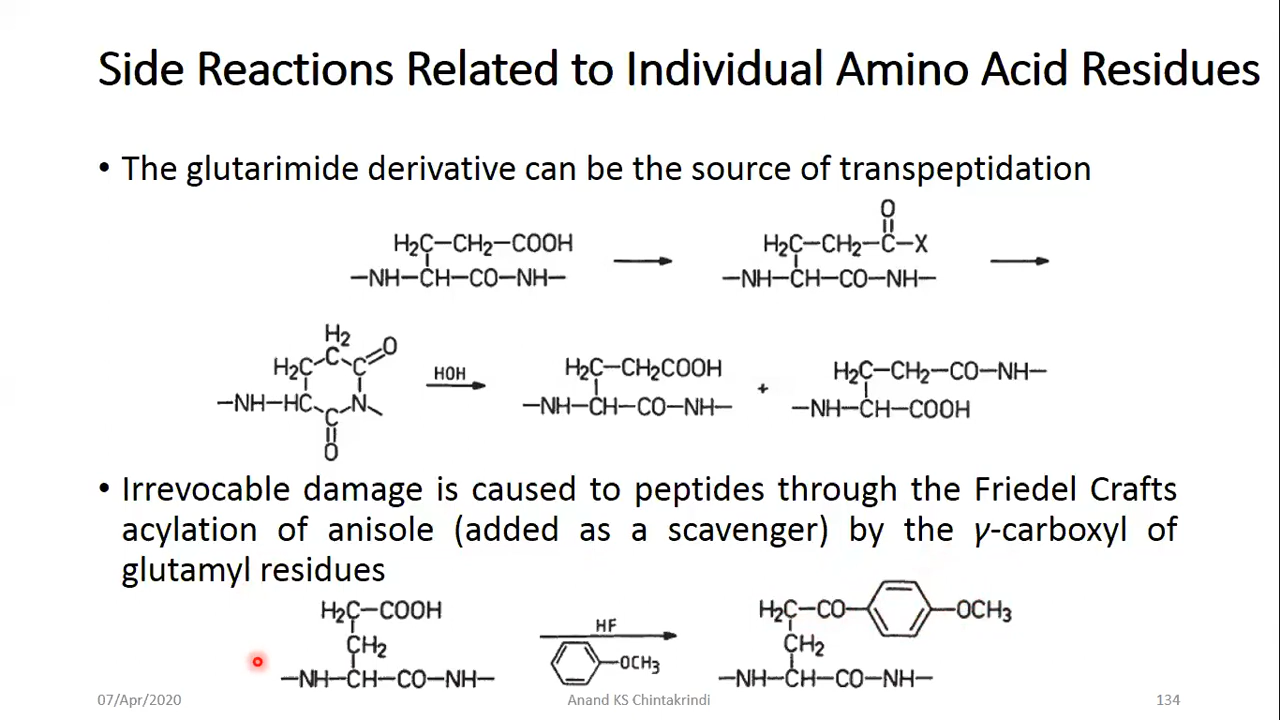 Side Reactions Related to Individual Amino Acid Residues
• The glutarimide derivative can be the source of transpeptidation
O
H₂C–CH₂–COOH
H₂C–CH₂–C–X
–NH–CH–CO–NH–
–NH–CH–CO–NH–
H₂
H₂C C C O
–NH–HC N
C
O
HOH
H₂C–CH₂COOH
–NH–CH–CO–NH–
+
H₂C–CH₂–CO–NH–
–NH–CH–COOH
• Irrevocable damage is caused to peptides through the Friedel Crafts
acylation of anisole (added as a scavenger) by the γ-carboxyl of
glutamyl residues
H₂C–COOH
CH₂
–NH–CH–CO–NH–
HF
–OCH₃
H₂C–CO– –OCH₃
CH₂
–NH–CH–CO–NH–
07/Apr/2020
Anand KS Chintakrindi
134